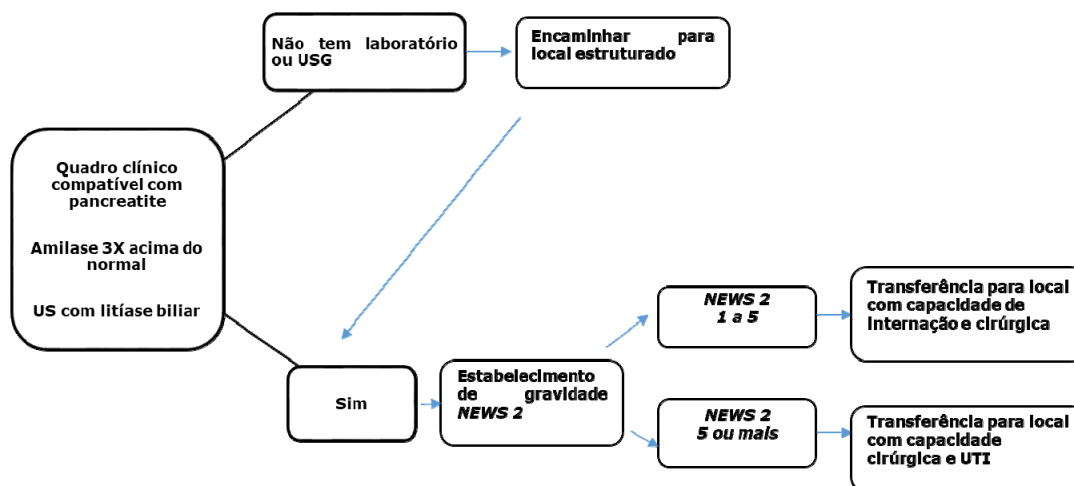 Não tem laboratório
ou USG
Encaminhar para
local estruturado
Quadro clínico
compatível com
pancreatite
Amilase 3X acima do
normal
US com litíase biliar
Sim
Estabelecimento
de gravidade
NEWS 2
NEWS 2
1 a 5
Transferência para local
com capacidade de
internação e cirúrgica
NEWS 2
5 ou mais
Transferência para local
com capacidade
cirúrgica e UTI